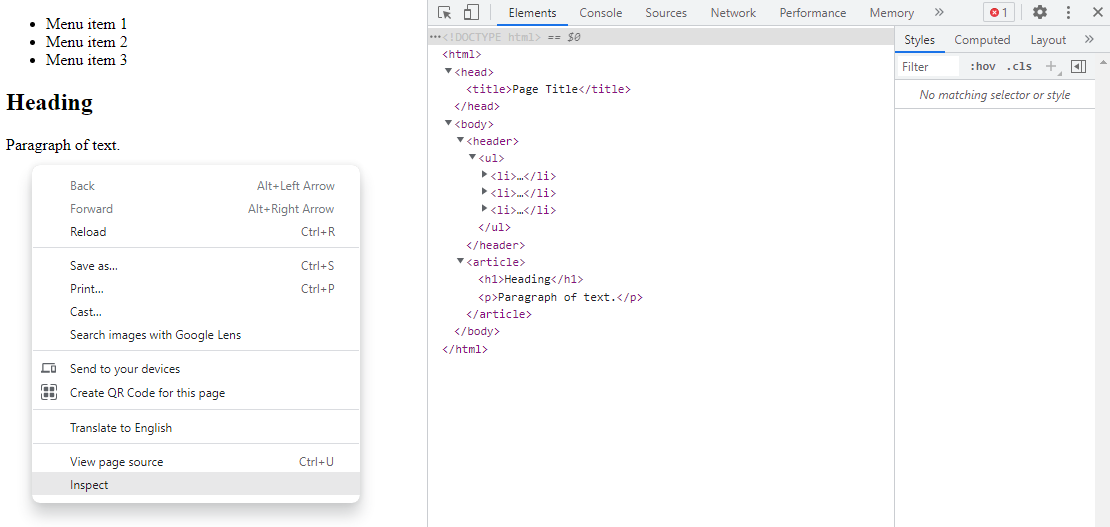 Menu item 1
Menu item 2
Menu item 3
Heading
Paragraph of text.
Back Alt+Left Arrow
Forward Alt+Right Arrow
Reload Ctrl+R
Save as... Ctrl+S
Print... Ctrl+P
Cast...
Search images with Google Lens
Send to your devices
Create QR Code for this page
Translate to English
View page source Ctrl+U
Inspect
Elements Console Sources Network Performance Memory » 1
…<!DOCTYPE html> == $0
<html>
<head>
<title>Page Title</title>
</head>
<body>
<header>
<ul>
<li>…</li>
<li>…</li>
<li>…</li>
</ul>
</header>
<article>
<h1>Heading</h1>
<p>Paragraph of text.</p>
</article>
</body>
</html>
Styles Computed Layout »
Filter :hov .cls +
No matching selector or style